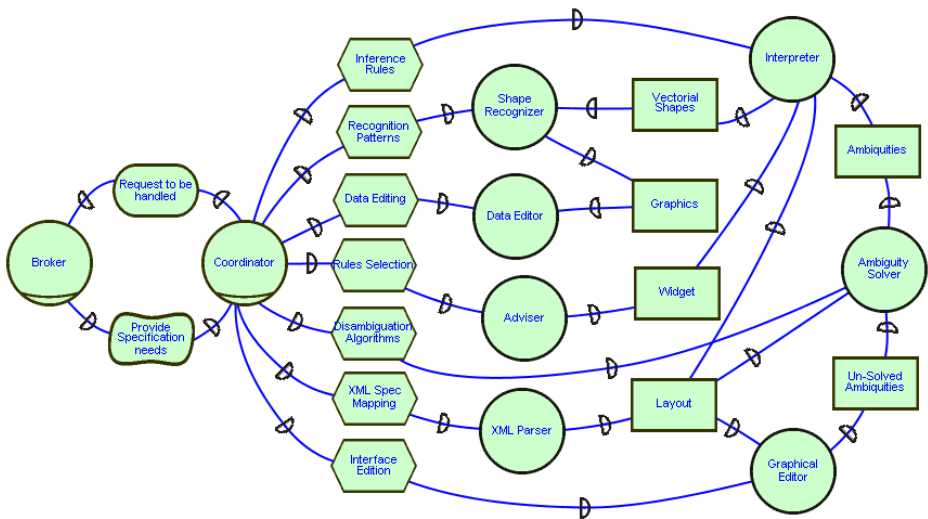 Inference
Rules
Interpreter
Shape
Recognizer
Vectorial
Shapes
Recognition
Patterns
Ambiquities
Request to be
handled
Data Editing
Data Editor
Graphics
Broker
Coordinator
Rules Selection
Ambiguity
Solver
Widget
Adviser
Provide
Specification
needs
Disambiguation
Algorithms
XML Spec
Mapping
XML Parser
Layout
Un-Solved
Ambiguities
Interface
Edition
Graphical
Editor